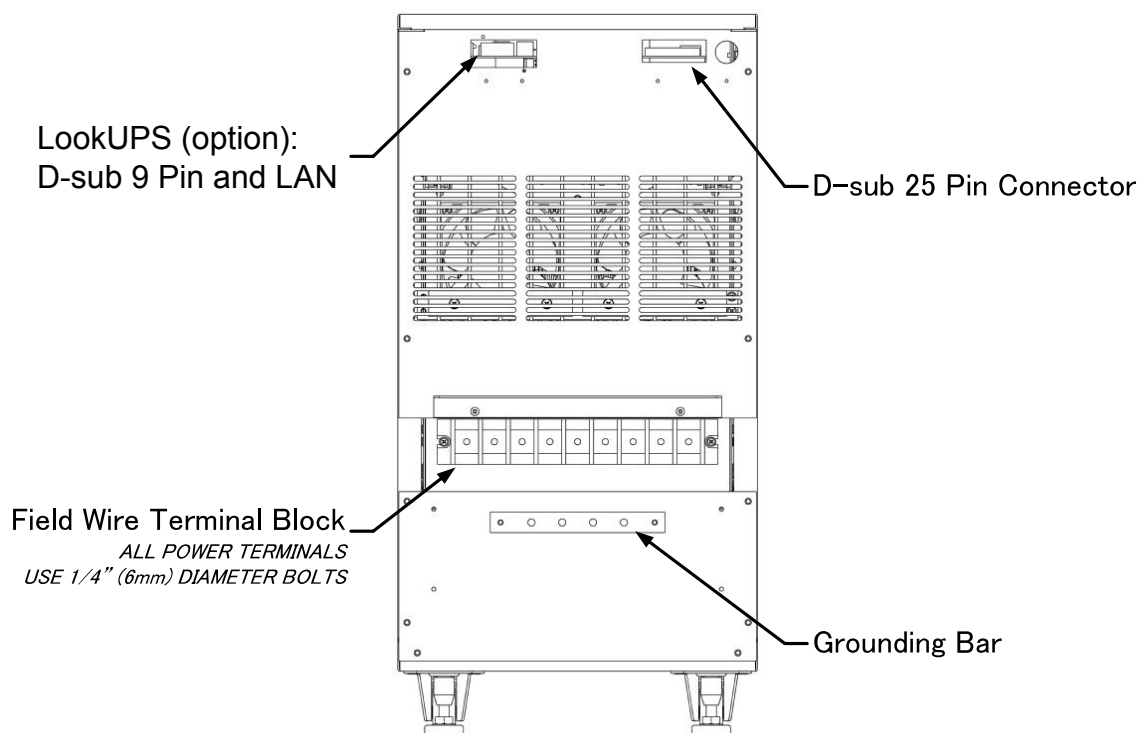 LookUPS (option):
D-sub 9 Pin and LAN
D-sub 25 Pin Connector
Field Wire Terminal Block
ALL POWER TERMINALS
USE 1/4" (6mm) DIAMETER BOLTS
Grounding Bar